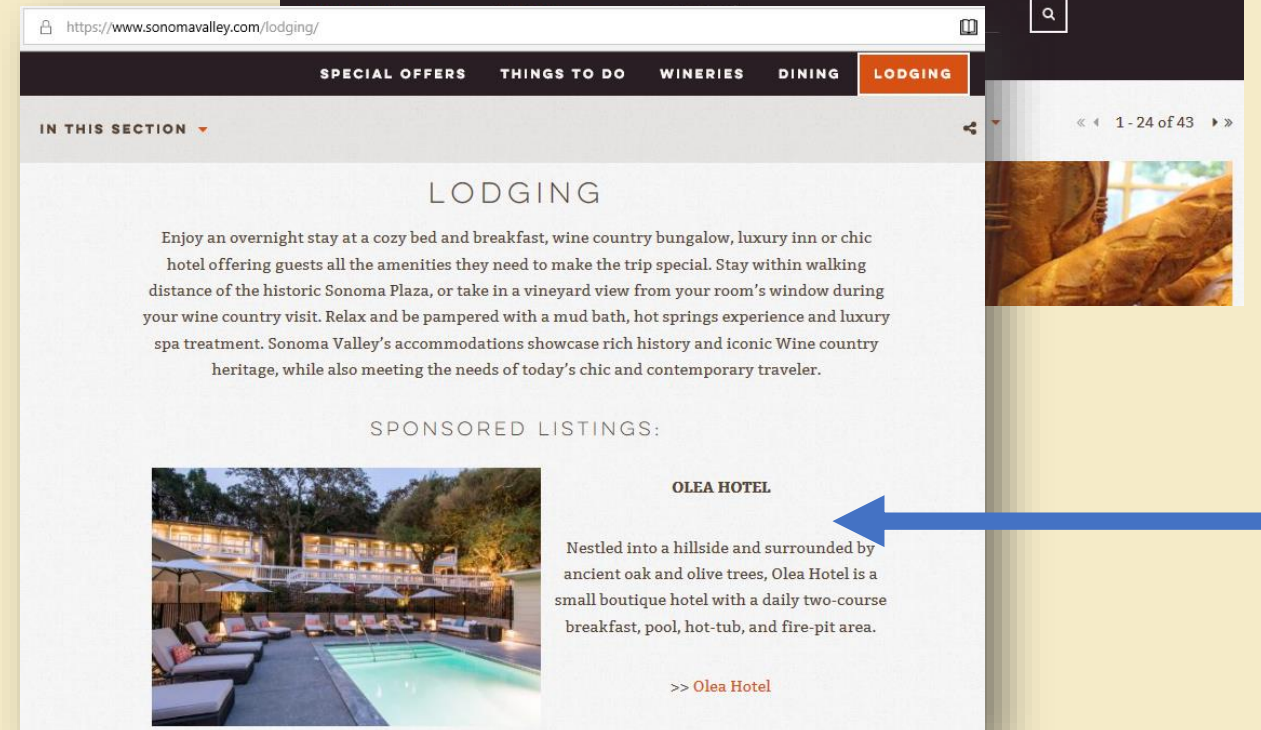 https://www.sonomavalley.com/lodging/
SPECIAL OFFERS THINGS TO DO WINERIES DINING LODGING
IN THIS SECTION
1 - 24 of 43
LODGING
Enjoy an overnight stay at a cozy bed and breakfast, wine country bungalow, luxury inn or chic
hotel offering guests all the amenities they need to make the trip special. Stay within walking
distance of the historic Sonoma Plaza, or take in a vineyard view from your room's window during
your wine country visit. Relax and be pampered with a mud bath, hot springs experience and luxury
spa treatment. Sonoma Valley's accommodations showcase rich history and iconic Wine country
heritage, while also meeting the needs of today's chic and contemporary traveler.
SPONSORED LISTINGS:
OLEA HOTEL
Nestled into a hillside and surrounded by
ancient oak and olive trees, Olea Hotel is a
small boutique hotel with a daily two-course
breakfast, pool, hot-tub, and fire-pit area.
>> Olea Hotel